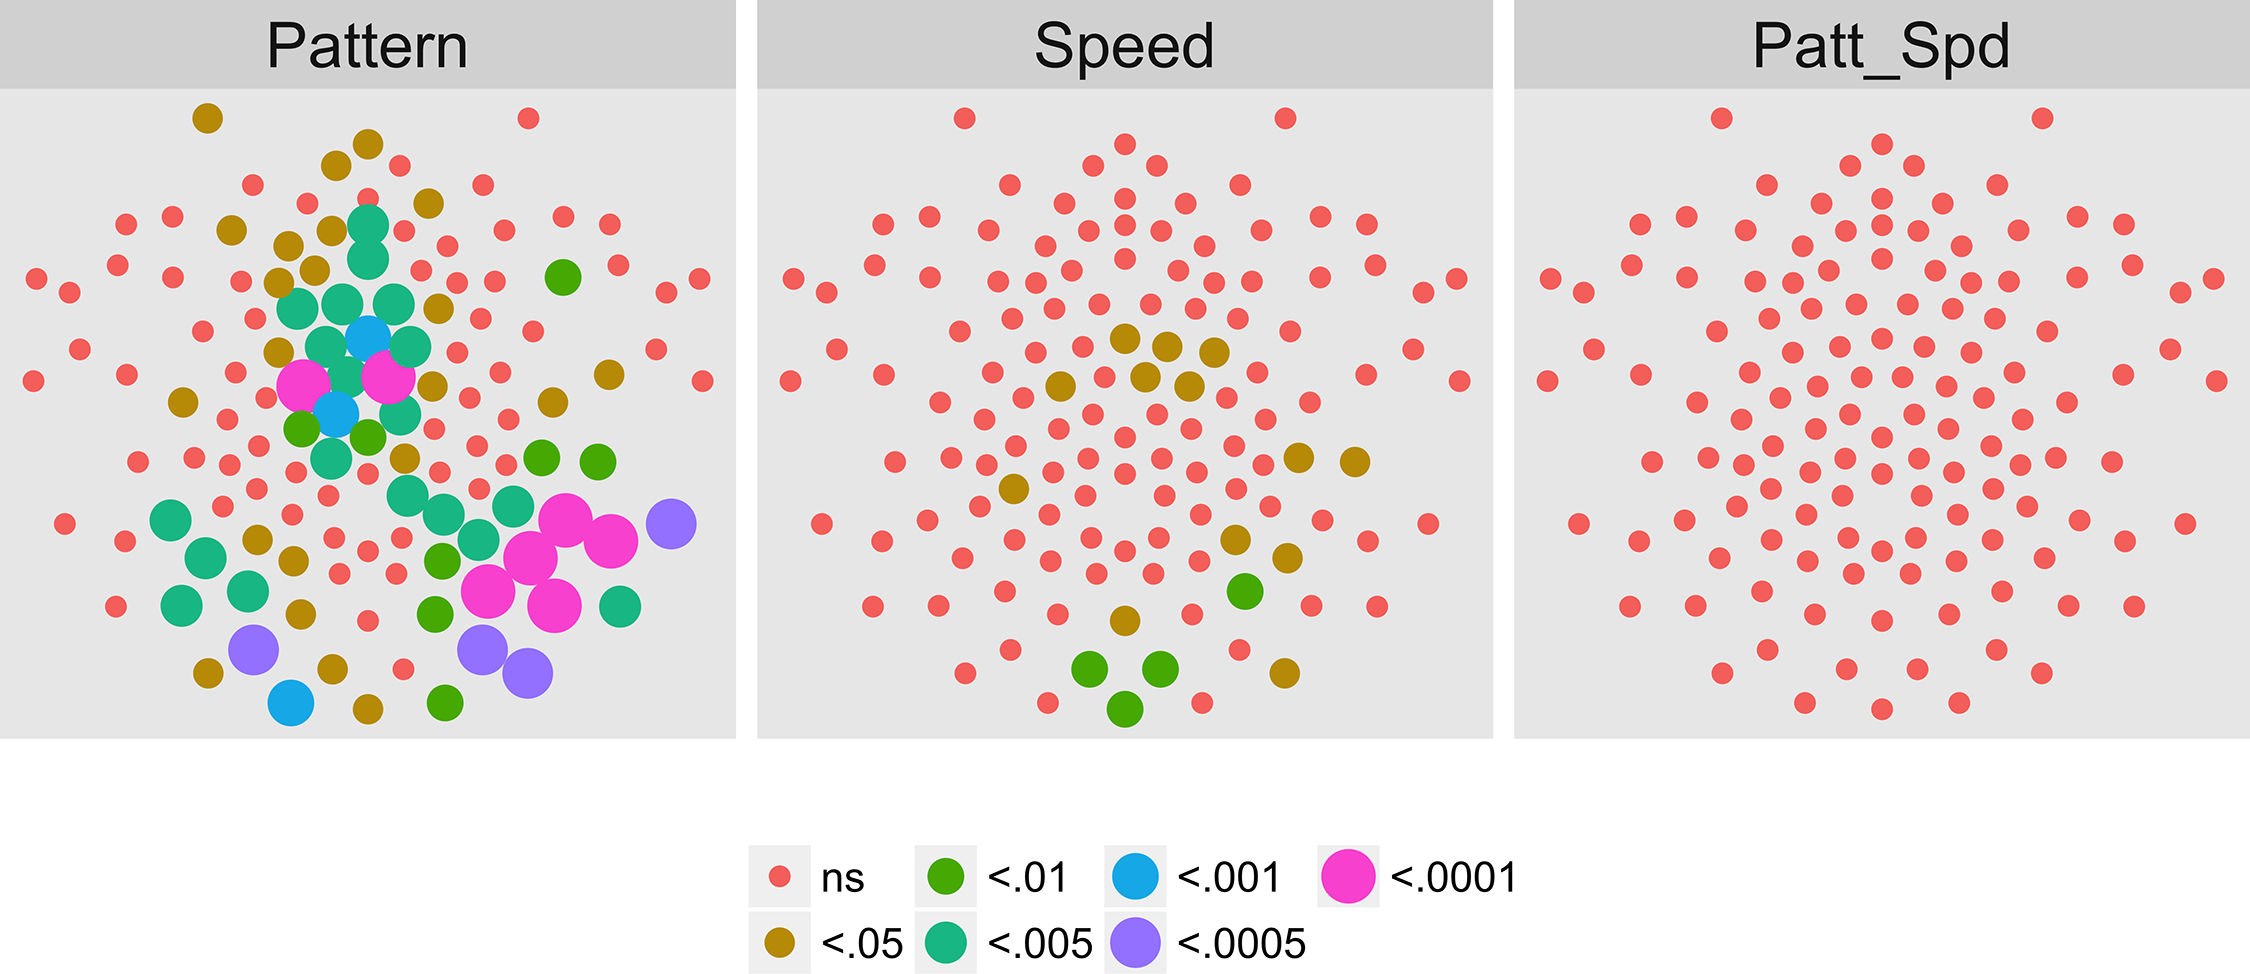 Pattern
Speed
Patt_Spd
ns
<.01
<.001
<.0001
<.05
<.005
<.0005